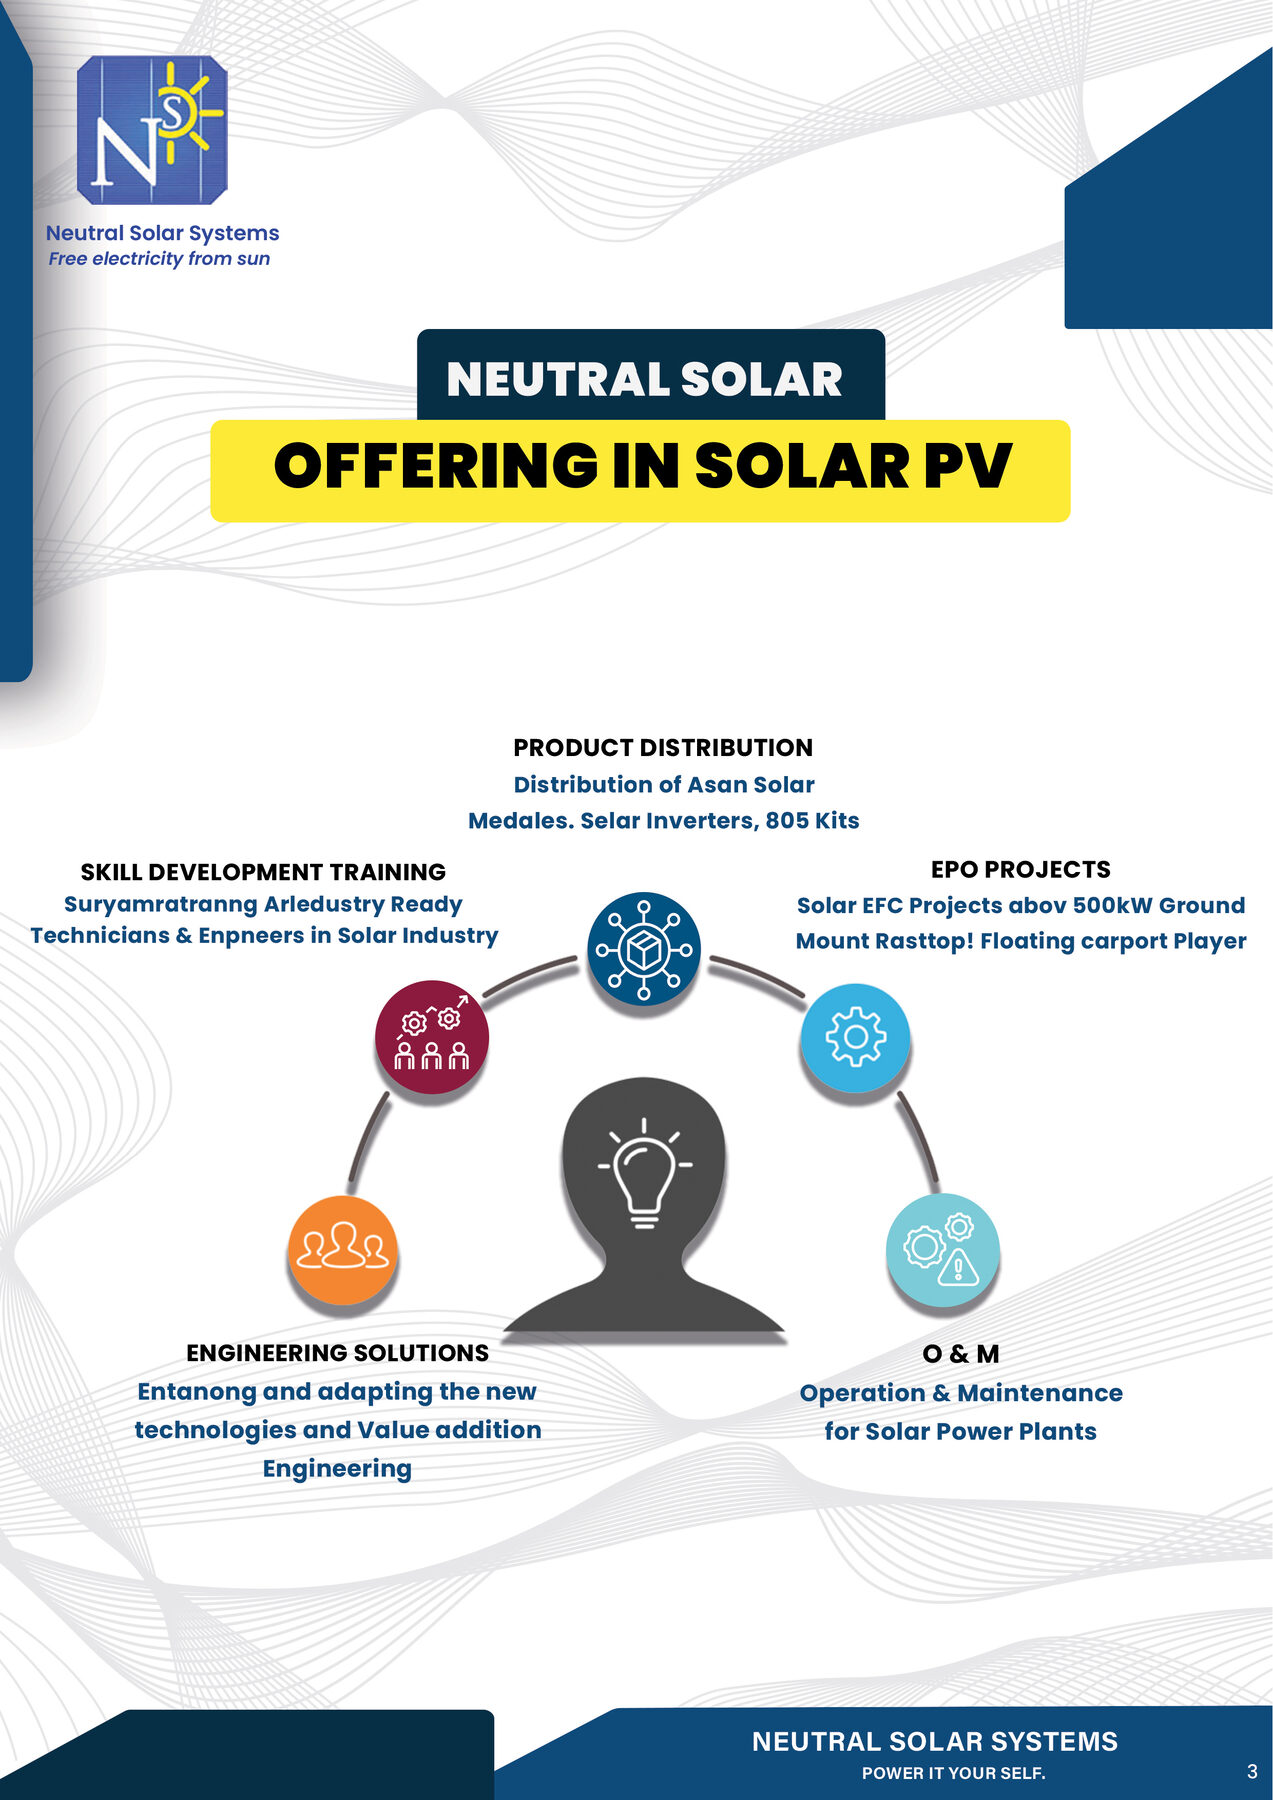 NS
Neutral Solar Systems
Free electricity from sun
NEUTRAL SOLAR
OFFERING IN SOLAR PV
PRODUCT DISTRIBUTION
Distribution of Asan Solar
Medales. Selar Inverters, 805 Kits
SKILL DEVELOPMENT TRAINING
Suryamratranng Arledustry Ready
Technicians & Enpneers in Solar Industry
EPO PROJECTS
Solar EFC Projects abov 500kW Ground
Mount Rasttop! Floating carport Player
ENGINEERING SOLUTIONS
Entanong and adapting the new
technologies and Value addition
Engineering
O & M
Operation & Maintenance
for Solar Power Plants
NEUTRAL SOLAR SYSTEMS
POWER IT YOUR SELF.
3